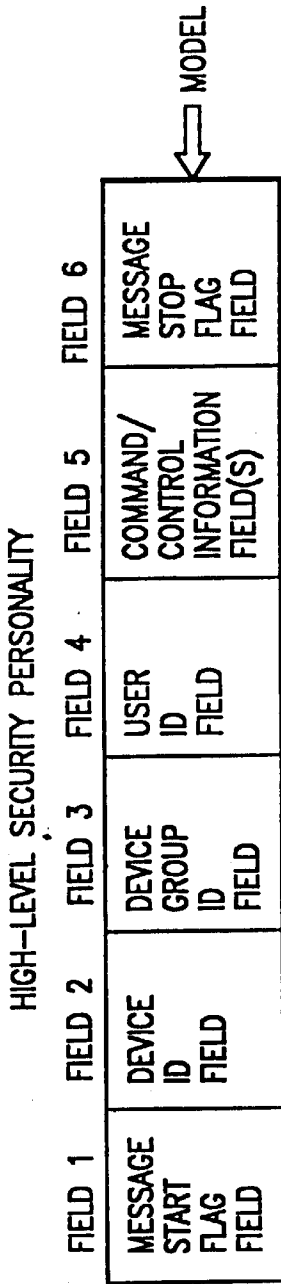 HIGH-LEVEL SECURITY PERSONALITY
FIELD 1 FIELD 2 FIELD 3 FIELD 4 FIELD 5 FIELD 6
MESSAGE
START
FLAG
FIELD
DEVICE
ID
FIELD
DEVICE
GROUP
ID
FIELD
USER
ID
FIELD
COMMAND/
CONTROL
INFORMATION
FIELD(S)
MESSAGE
STOP
FLAG
FIELD
MODEL